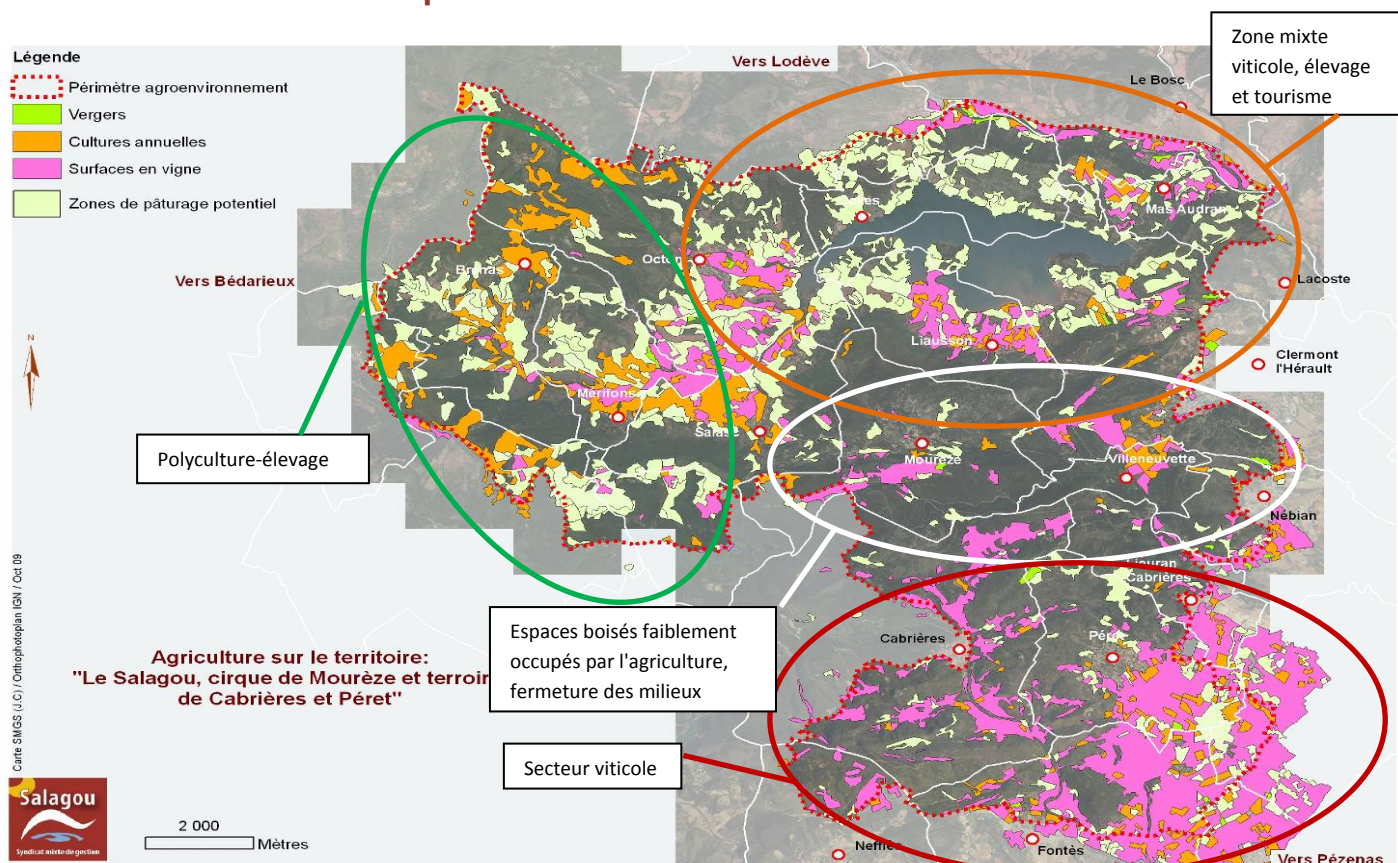 Légende
Périmètre agroenvironnement
Vergers
Cultures annuelles
Surfaces en vigne
Zones de pâturage potentiel
Vers Lodève
Le Bosc
Zone mixte
viticole, élevage
et tourisme
Mas Audran
Octon
Brenas
Vers Bédarieux
Lacoste
Liausson
Clermont
l'Hérault
N
Mérifons
Salasc
Mourèze
Villeneuvette
Polyculture-élevage
Nébian
Lieuran
Cabrières
Espaces boisés faiblement
occupés par l'agriculture,
fermeture des milieux
Cabrières
Péret
Agriculture sur le territoire:
"Le Salagou, cirque de Mourèze et terroir
de Cabrières et Péret"
Secteur viticole
Carte SMGS (J.C) / Orthophotoplan IGN / Oct 09
Salagou
Syndicat mixte de gestion
2 000
Mètres
Neffiès
Fontès
Vers Pézenas